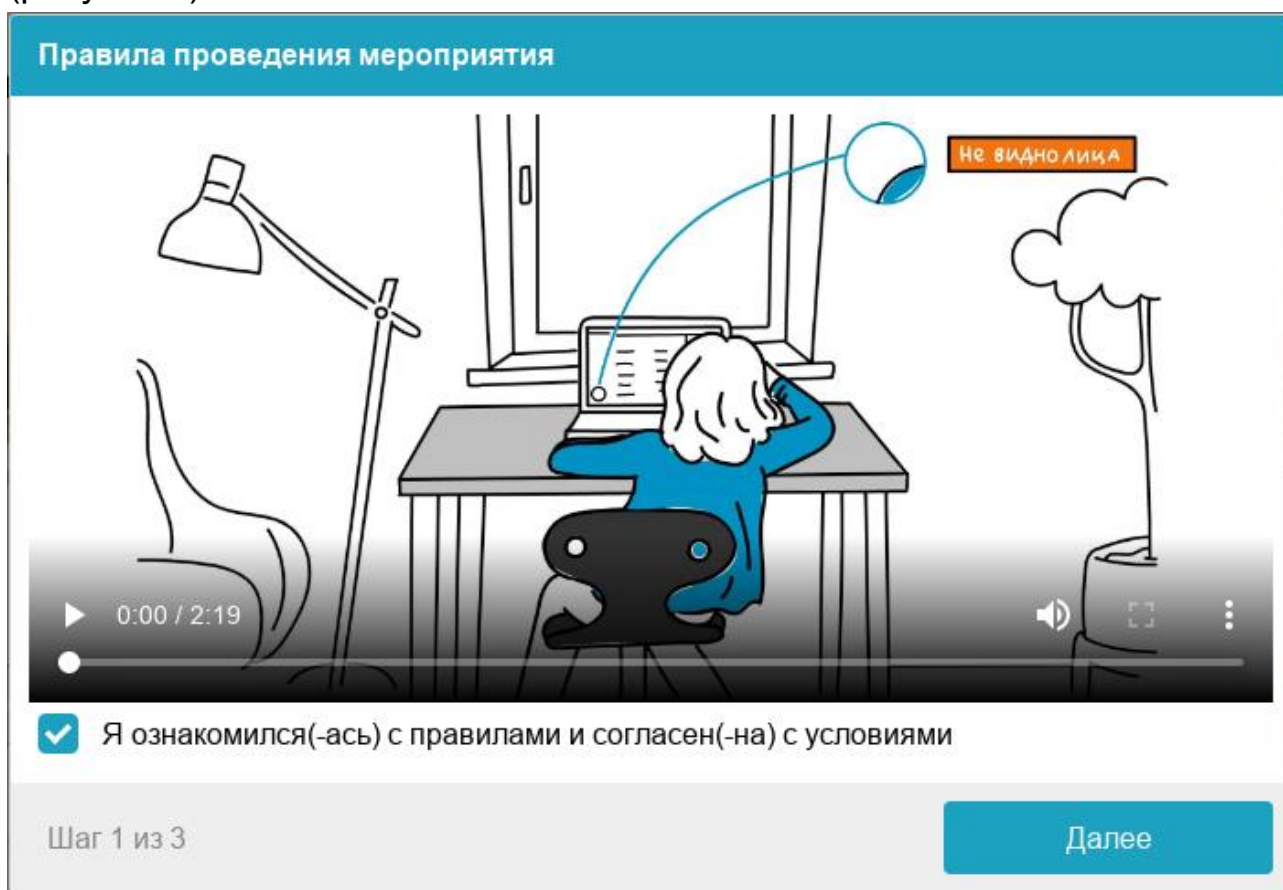 Правила проведения мероприятия
Не видно лица
0:00 / 2:19
Я ознакомился(-ась) с правилами и согласен(-на) с условиями
Шаг 1 из 3
Далее